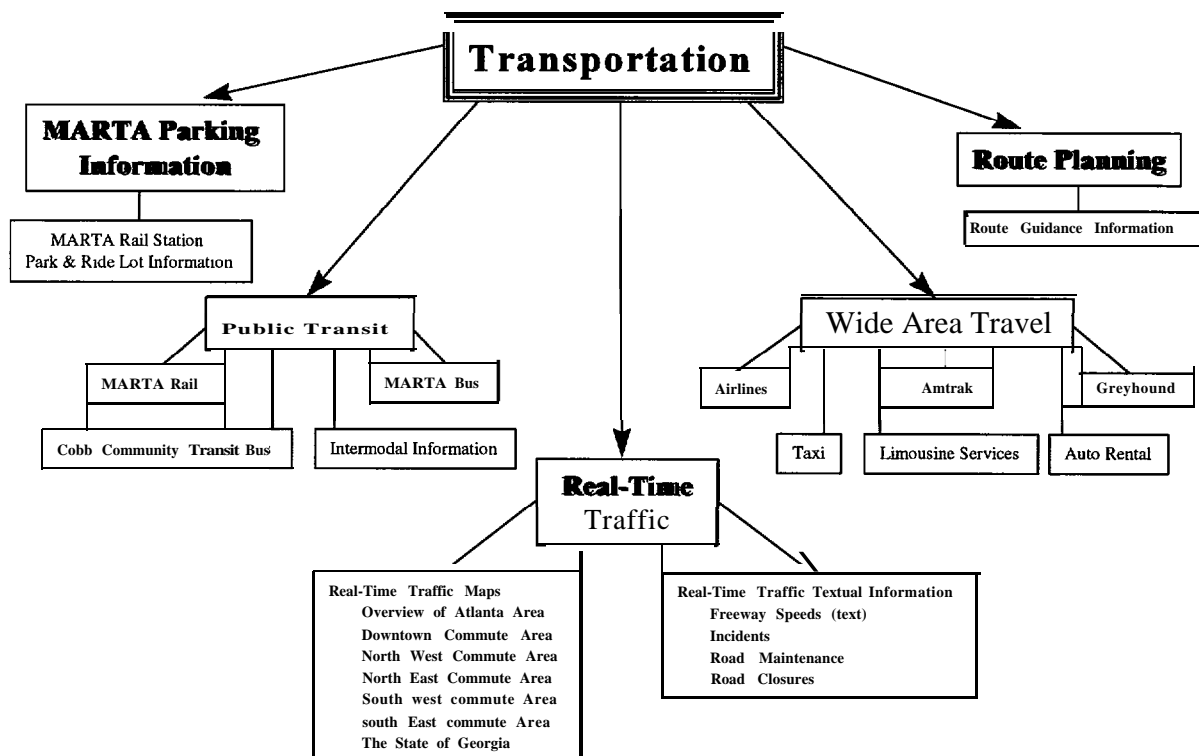 Transportation
MARTA Parking
Information
Route Planning
MARTA Rail Station
Park & Ride Lot Information
Route Guidance Information
Public Transit
Wide Area Travel
MARTA Rail
MARTA Bus
Airlines
Amtrak
Greyhound
Cobb Community Transit Bus
Intermodal Information
Taxi
Limousine Services
Auto Rental
Real-Time
Traffic
Real-Time Traffic Maps
Overview of Atlanta Area
Downtown Commute Area
North West Commute Area
North East Commute Area
South west commute Area
south East commute Area
The State of Georgia
Real-Time Traffic Textual Information
Freeway Speeds (text)
Incidents
Road Maintenance
Road Closures